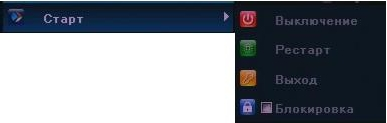 Старт
Выключение
Рестарт
Выход
Блокировка